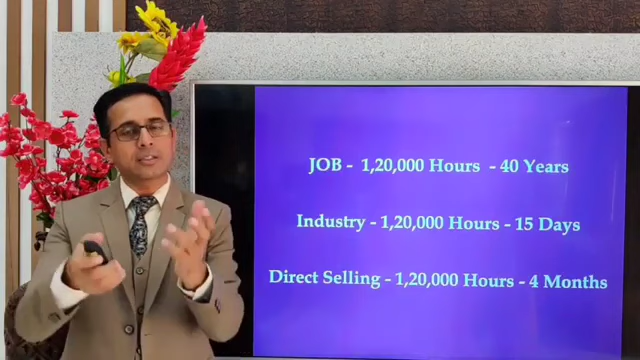 JOB - 1,20,000 Hours - 40 Years
Industry - 1,20,000 Hours - 15 Days
Direct Selling - 1,20,000 Hours - 4 Months